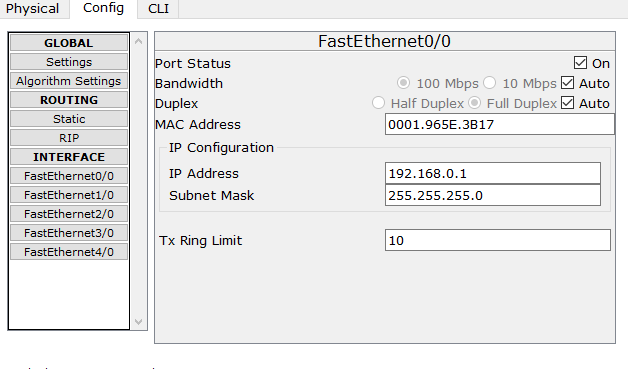 Physical Config CLI
GLOBAL
Settings
Algorithm Settings
ROUTING
Static
RIP
INTERFACE
FastEthernet0/0
FastEthernet1/0
FastEthernet2/0
FastEthernet3/0
FastEthernet4/0
FastEthernet0/0
Port Status On
Bandwidth 100 Mbps 10 Mbps Auto
Duplex Half Duplex Full Duplex Auto
MAC Address 0001.965E.3B17
IP Configuration
IP Address 192.168.0.1
Subnet Mask 255.255.255.0
Tx Ring Limit 10